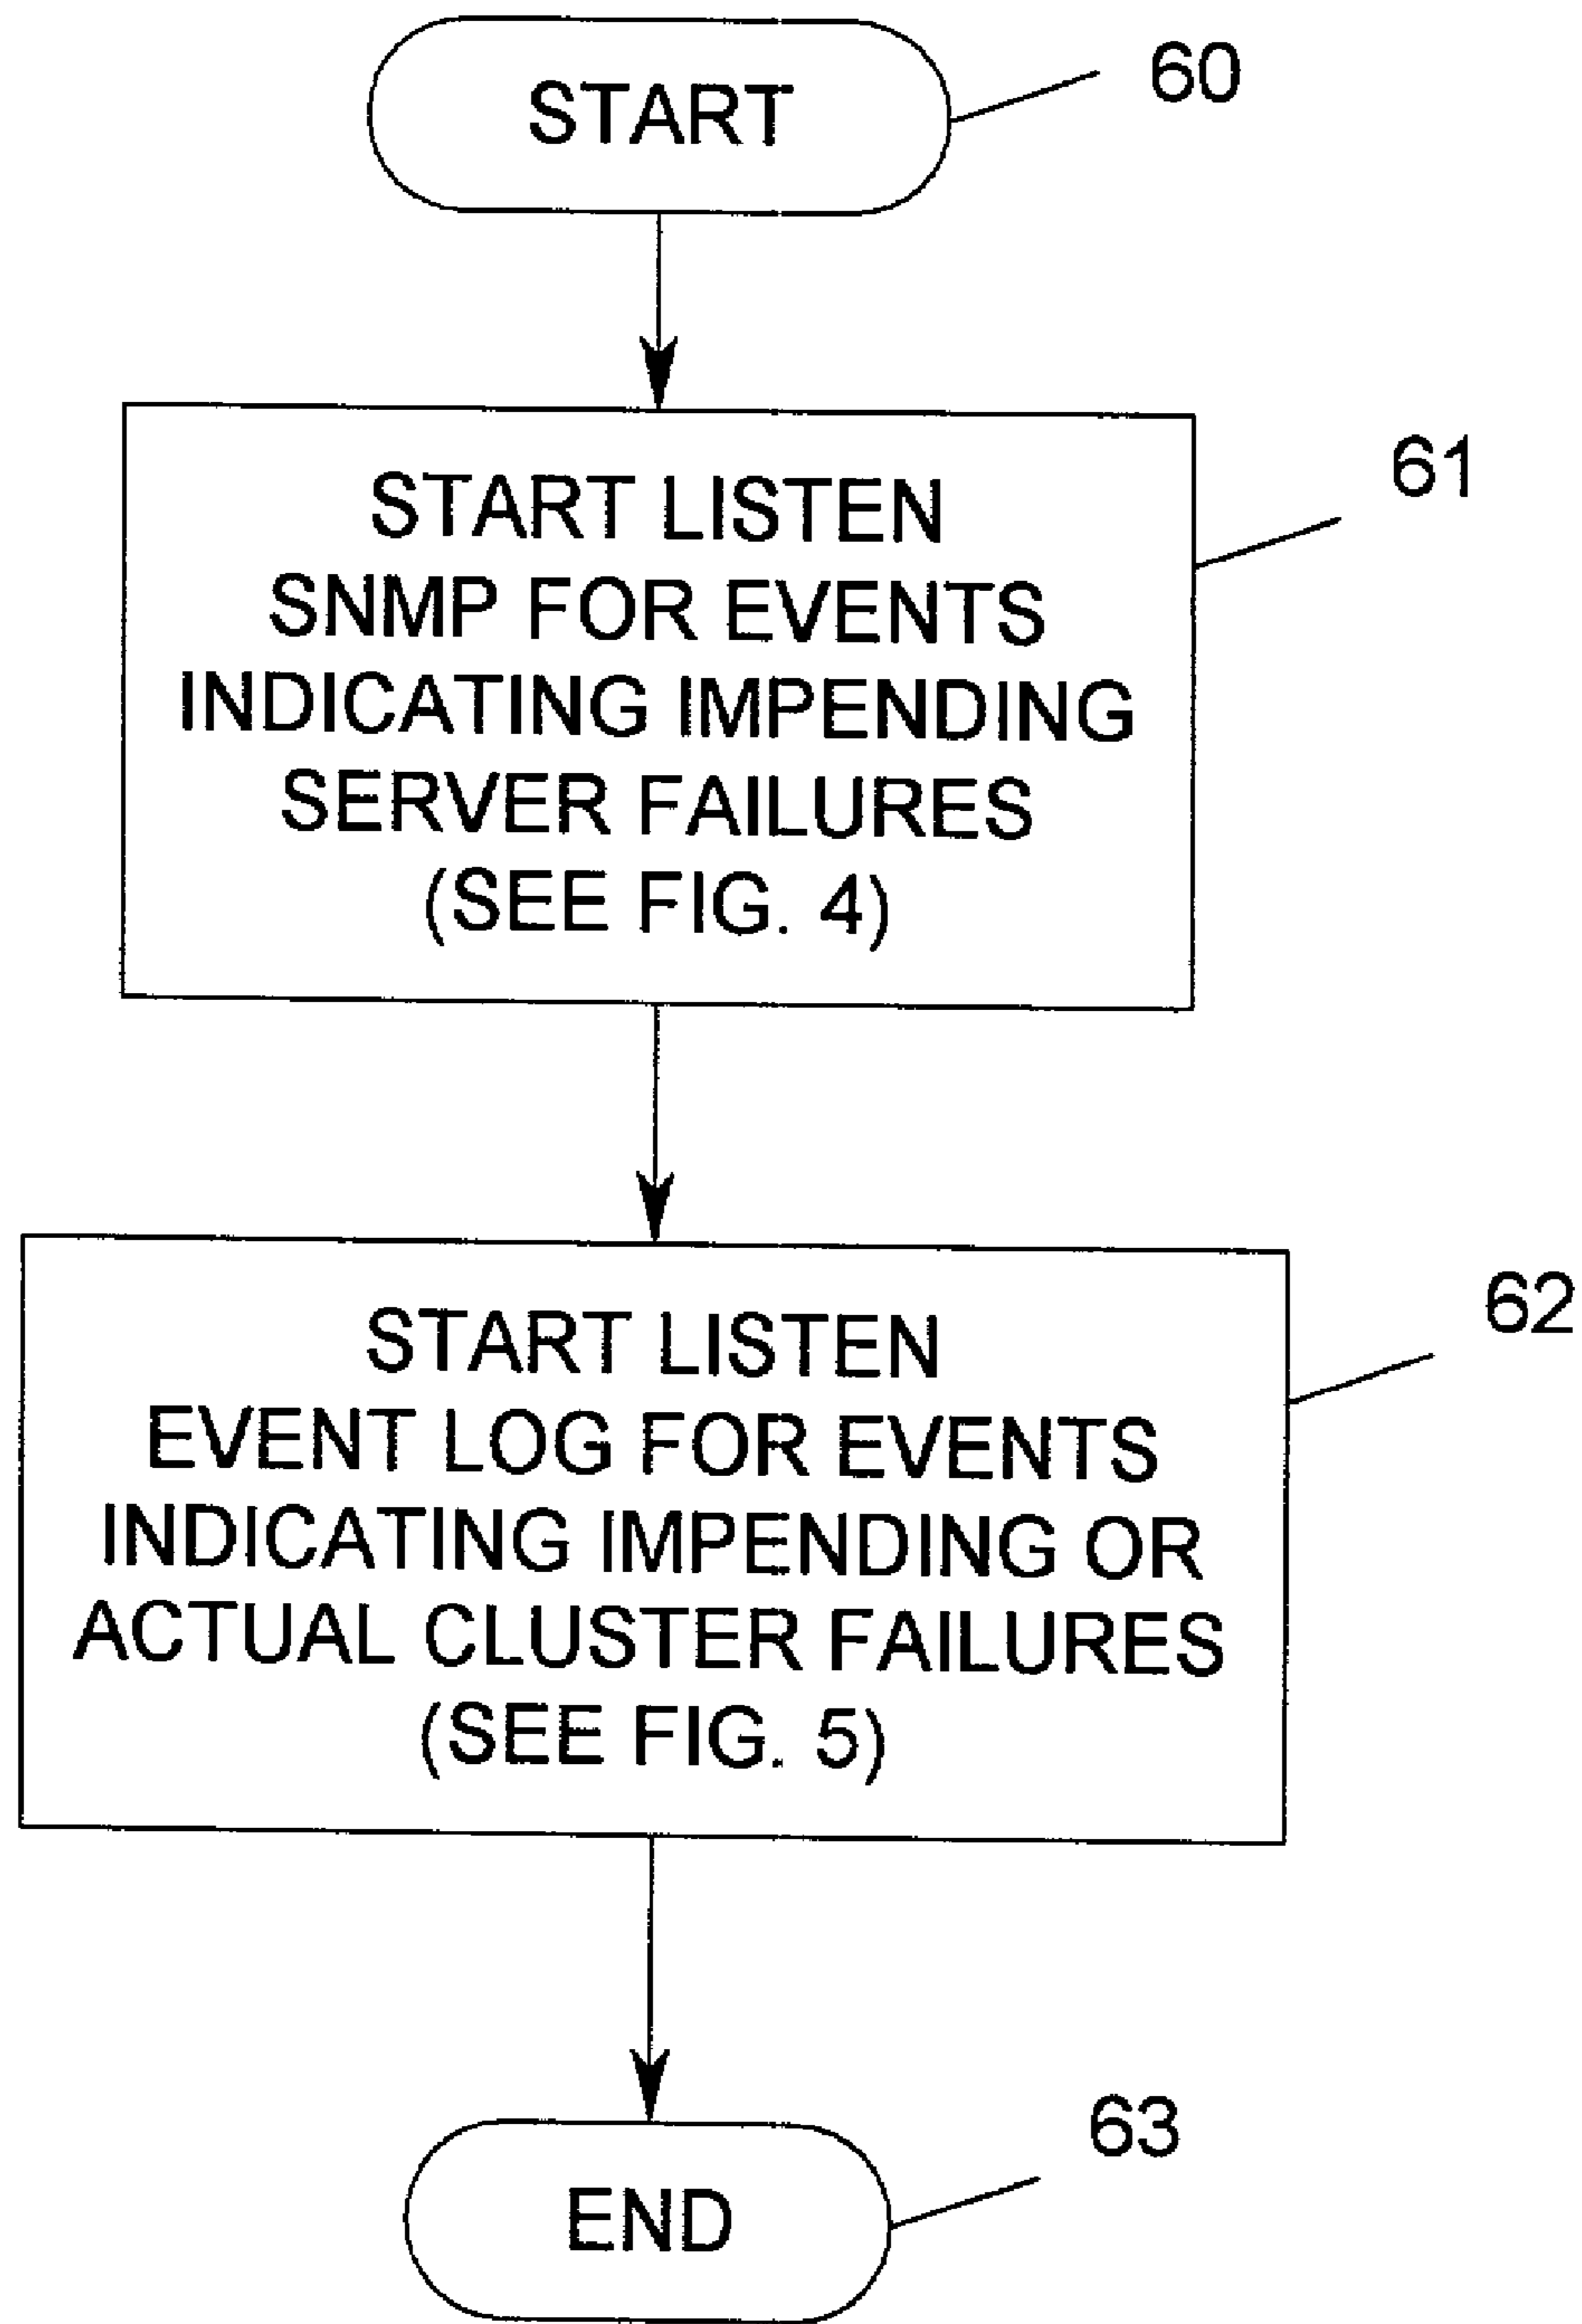 START
60
START LISTEN
SNMP FOR EVENTS
INDICATING IMPENDING
SERVER FAILURES
(SEE FIG. 4)
61
START LISTEN
EVENT LOG FOR EVENTS
INDICATING IMPENDING OR
ACTUAL CLUSTER FAILURES
(SEE FIG. 5)
62
END
63